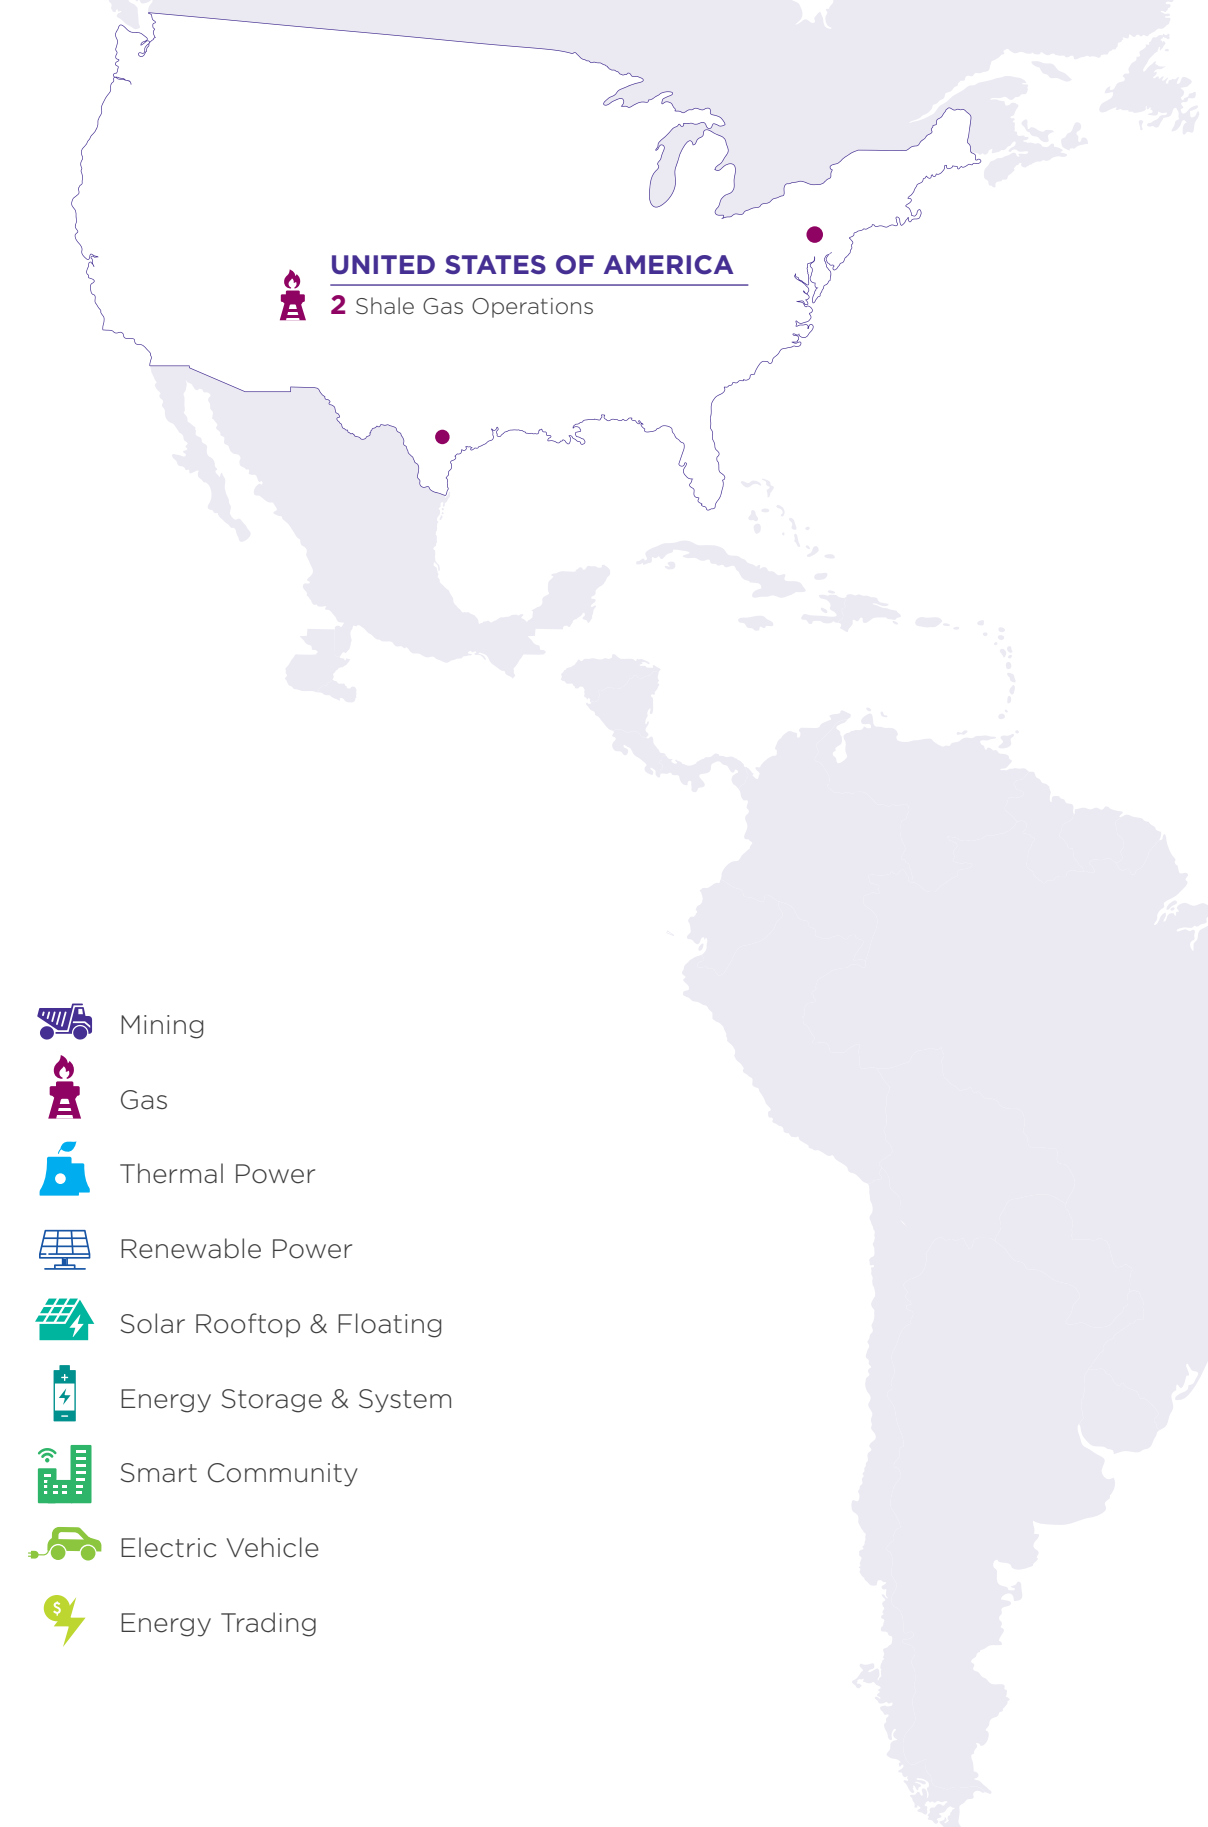 UNITED STATES OF AMERICA
2 Shale Gas Operations
Mining
Gas
Thermal Power
Renewable Power
Solar Rooftop & Floating
Energy Storage & System
Smart Community
Electric Vehicle
$
Energy Trading